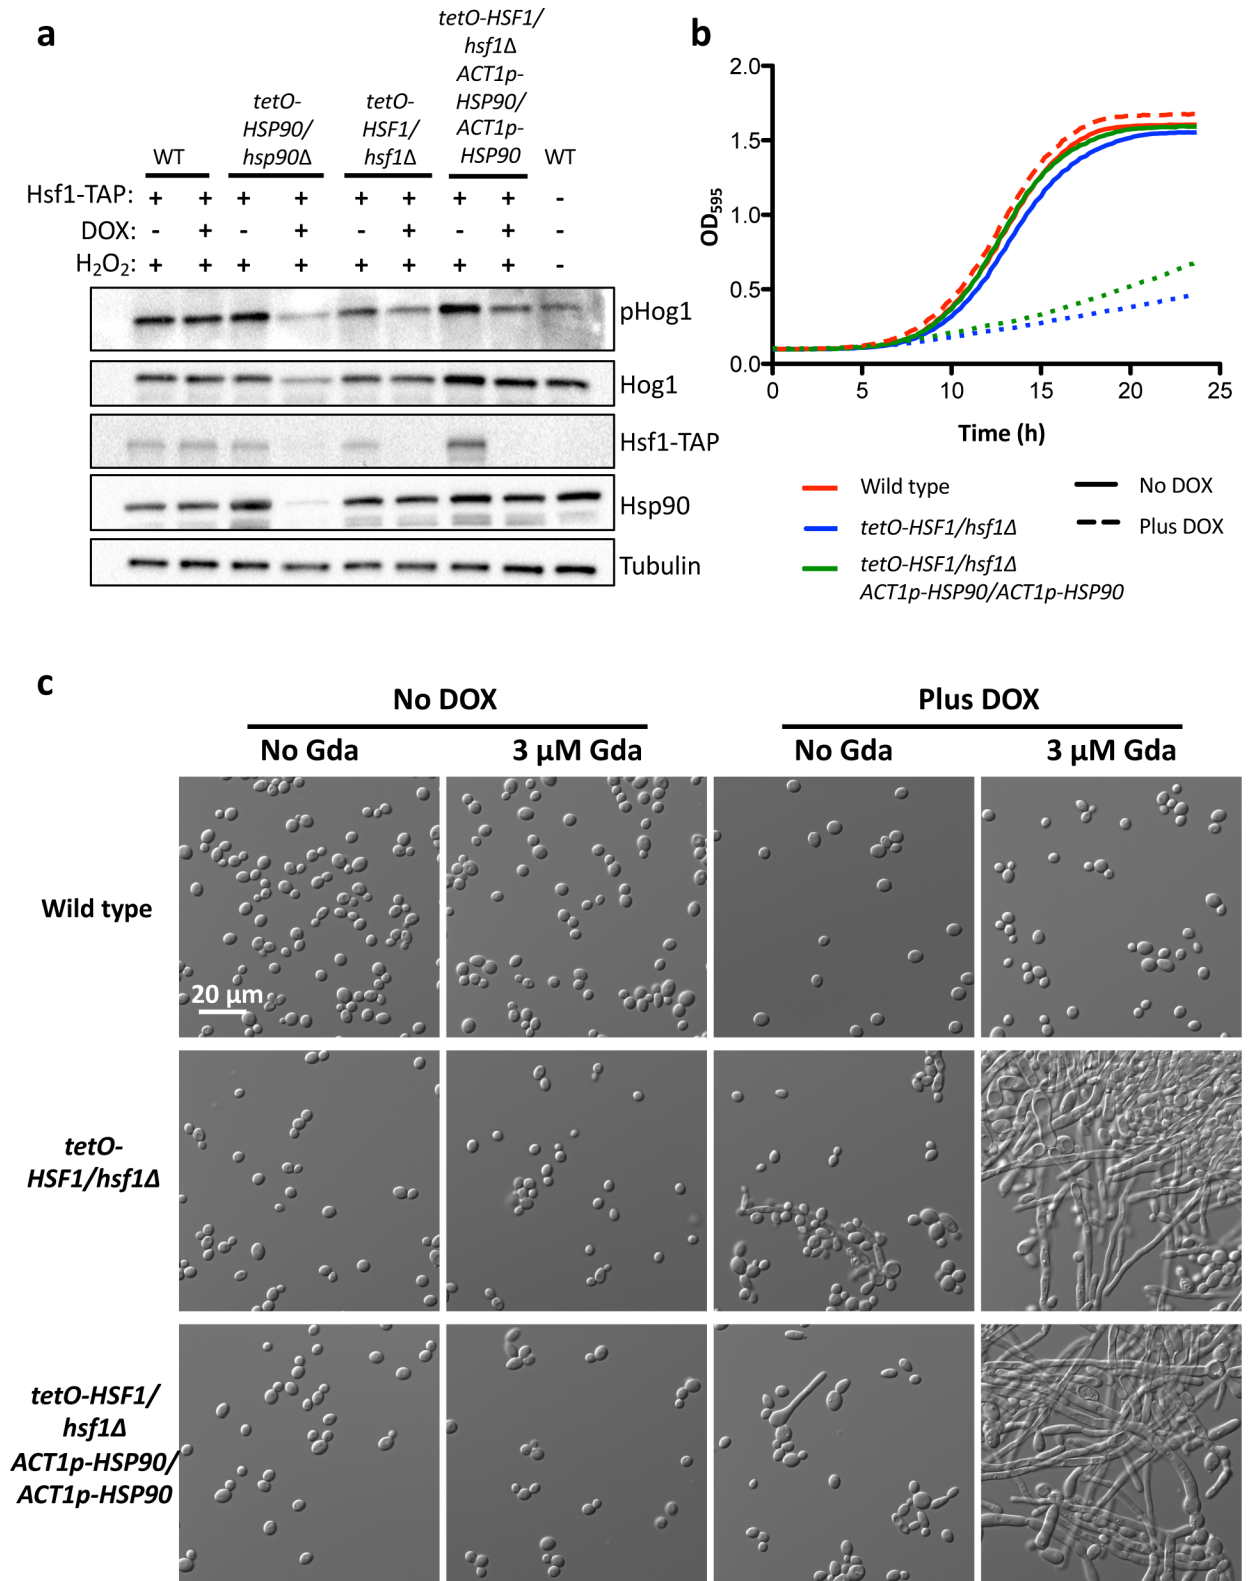 a
WT
tetO-
HSP90/
hsp90Δ
tetO-
HSF1/
hsf1Δ
tetO-HSF1/
hsf1Δ
ACT1p-
HSP90/
ACT1p-
HSP90
WT
Hsf1-TAP: + + + + + + + + -
DOX: - + - + - + - + -
H₂O₂: + + + + + + + + -
pHog1
Hog1
Hsf1-TAP
Hsp90
Tubulin
b
2.0
1.5
1.0
0.5
0.0
OD₅₉₅
0 5 10 15 20 25
Time (h)
Wild type
tetO-HSF1/hsf1Δ
tetO-HSF1/hsf1Δ
ACT1p-HSP90/ACT1p-HSP90
No DOX
Plus DOX
c
No DOX Plus DOX
No Gda 3 μM Gda No Gda 3 μM Gda
Wild type
20 μm
tetO-
HSF1/hsf1Δ
tetO-HSF1/
hsf1Δ
ACT1p-HSP90/
ACT1p-HSP90